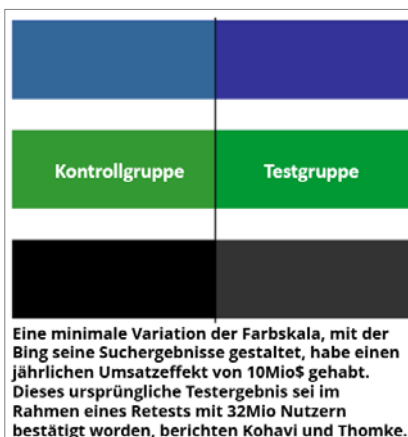 Kontrollgruppe Testgruppe
Eine minimale Variation der Farbskala, mit der
Bing seine Suchergebnisse gestaltet, habe einen
jährlichen Umsatzeffekt von 10Mio$ gehabt.
Dieses ursprüngliche Testergebnis sei im
Rahmen eines Retests mit 32Mio Nutzern
bestätigt worden, berichten Kohavi und Thomke.